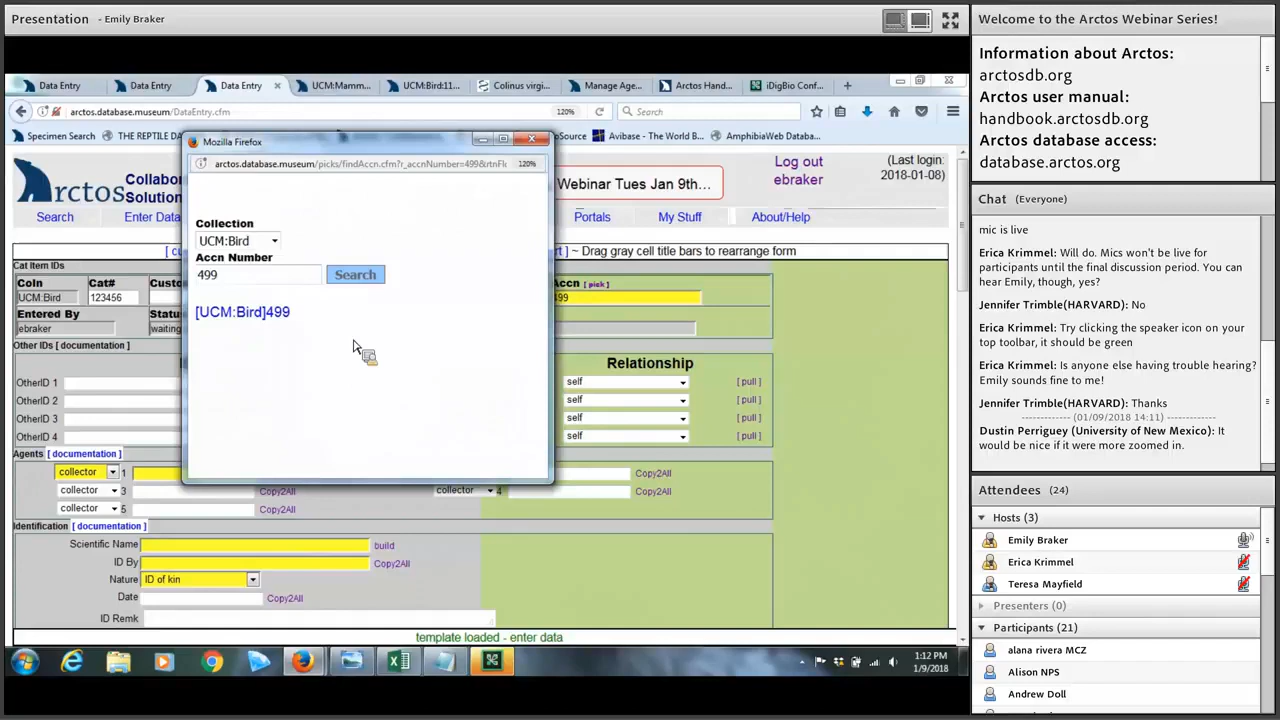 Presentation - Emily Braker
Data Entry
Data Entry
Data Entry
UCM:Mamm...
UCM:Bird:11...
Colinus virgi...
Manage Age...
Arctos Hand...
iDigBio Conf...
arctos.database.museum/DataEntry.cfm
120%
Search
Specimen Search
THE REPTILE DA
Source
Avibase - The World B...
AmphibiaWeb Databa...
Mozilla Firefox
arctos.database.museum/picks/findAccn.cfm?r_accnNumber=499&rtnFl
120%
Collection
UCM:Bird
Accn Number
499
Search
[UCM:Bird]499
Arctos
Collabo
Solution
Webinar Tues Jan 9th...
Log out
ebraker
(Last login:
2018-01-08)
Search
Enter Data
Portals
My Stuff
About/Help
~ Drag gray cell title bars to rearrange form
Cat Item IDs
Coln
Cat#
Custo
Accn [ pick ]
UCM:Bird
123456
499
Entered By
Status
ebraker
waiting
Other IDs [ documentation ]
Relationship
OtherID 1
self
[ pull ]
OtherID 2
self
[ pull ]
OtherID 3
self
[ pull ]
OtherID 4
self
[ pull ]
Agents [ documentation ]
collector
1
Copy2All
collector
3
Copy2All
collector
4
Copy2All
collector
5
Copy2All
Identification [ documentation ]
Scientific Name
build
ID By
Copy2All
Nature
ID of kin
Date
Copy2All
ID Remk
template loaded - enter data
1:12 PM
1/9/2018
Welcome to the Arctos Webinar Series!
Information about Arctos:
arctosdb.org
Arctos user manual:
handbook.arctosdb.org
Arctos database access:
database.arctos.org
Chat (Everyone)
mic is live
Erica Krimmel: Will do. Mics won't be live for
participants until the final discussion period. You can
hear Emily, though, yes?
Jennifer Trimble(HARVARD): No
Erica Krimmel: Try clicking the speaker icon on your
top toolbar, it should be green
Erica Krimmel: Is anyone else having trouble hearing?
Emily sounds fine to me!
Jennifer Trimble(HARVARD): Thanks
------------- (01/09/2018 14:11) -------------
Dustin Perriguey (University of New Mexico): It
would be nice if it were more zoomed in.
Attendees (24)
Hosts (3)
Emily Braker
Erica Krimmel
Teresa Mayfield
Presenters (0)
Participants (21)
alana rivera MCZ
Alison NPS
Andrew Doll